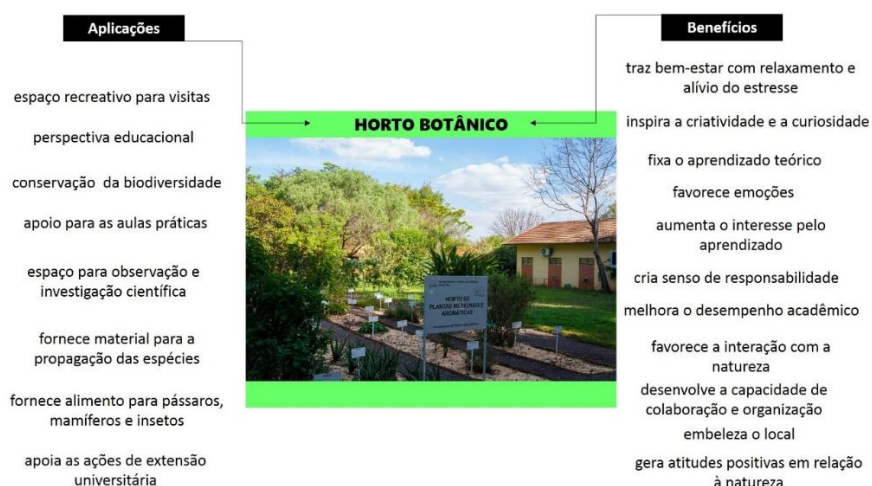 Aplicações
espaço recreativo para visitas
perspectiva educacional
conservação da biodiversidade
apoio para as aulas práticas
espaço para observação e
investigação científica
fornece material para a
propagação das espécies
fornece alimento para pássaros,
mamíferos e insetos
apoia as ações de extensão
universitária
HORTO BOTÂNICO
HORTO DE
PLANTAS MEDICINAIS E
AROMÁTICAS
Benefícios
traz bem-estar com relaxamento e
alívio do estresse
inspira a criatividade e a curiosidade
fixa o aprendizado teórico
favorece emoções
aumenta o interesse pelo
aprendizado
cria senso de responsabilidade
melhora o desempenho acadêmico
favorece a interação com a
natureza
desenvolve a capacidade de
colaboração e organização
embeleza o local
gera atitudes positivas em relação
à natureza